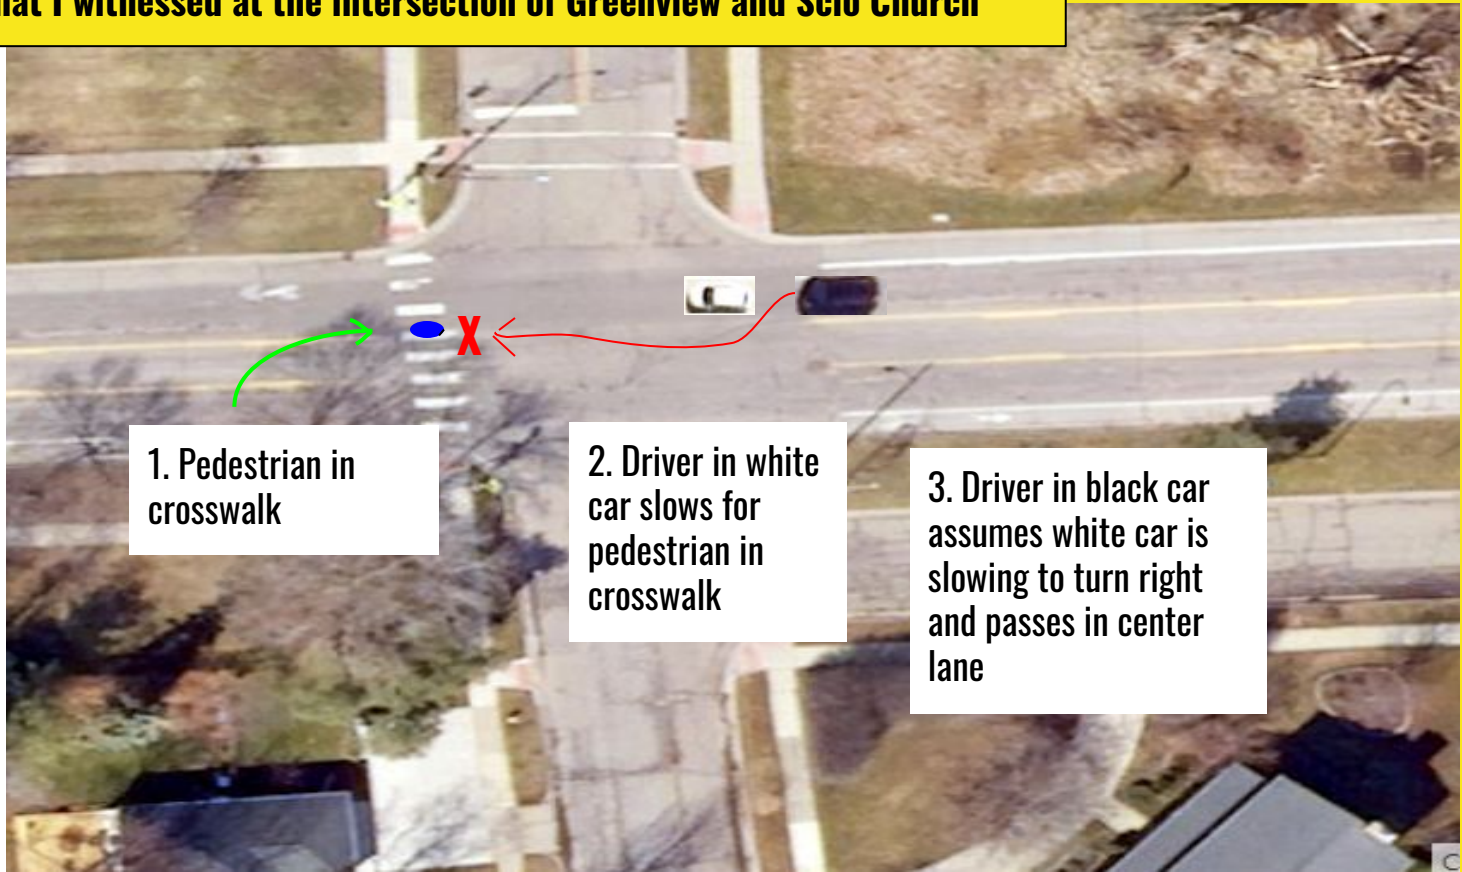 hat I witnessed at the intersection of Greenview and Scio Church
X
1. Pedestrian in
crosswalk
2. Driver in white
car slows for
pedestrian in
crosswalk
3. Driver in black car
assumes white car is
slowing to turn right
and passes in center
lane